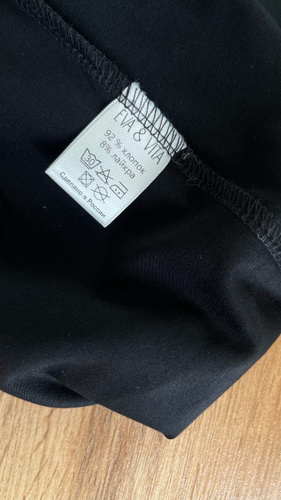 EVA & VITA
92 % хлопок
8% лайкра
30
Сделано в России